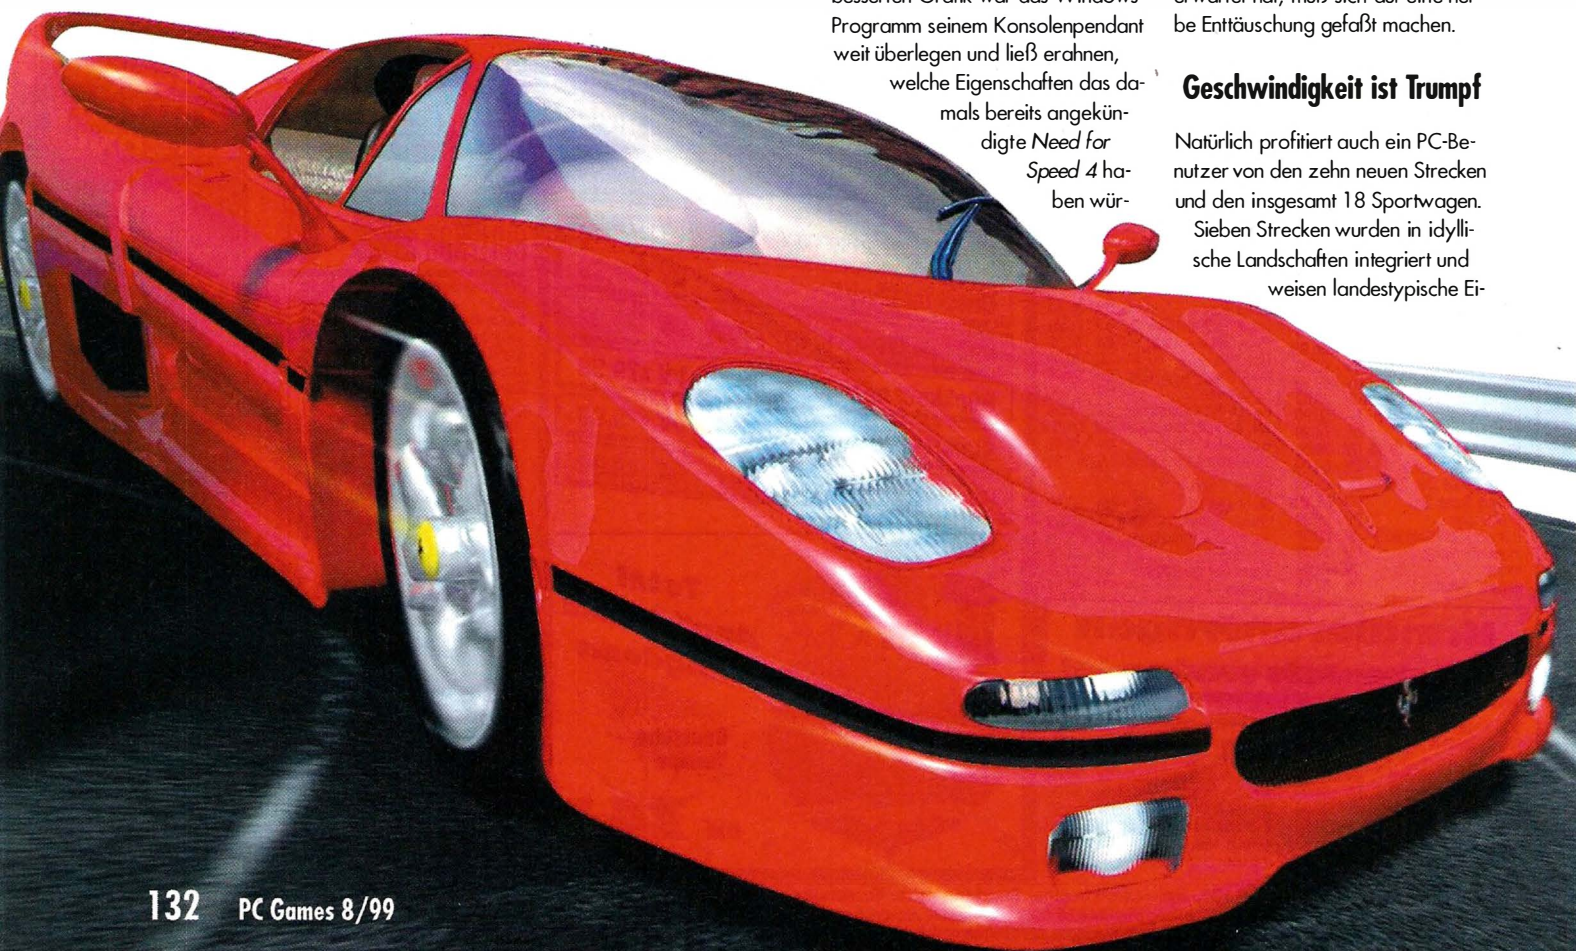 Programm seinem Konsolenpendant
weit überlegen und ließ erahnen,
welche Eigenschaften das da-
mals bereits angekün-
digte Need for
Speed 4 ha-
ben wür-
be Enttäuschung gefaßt machen.
Geschwindigkeit ist Trumpf
Natürlich profitiert auch ein PC-Be-
nutzer von den zehn neuen Strecken
und den insgesamt 18 Sportwagen.
Sieben Strecken wurden in idylli-
sche Landschaften integriert und
weisen landestypische Ei-
132 PC Games 8/99